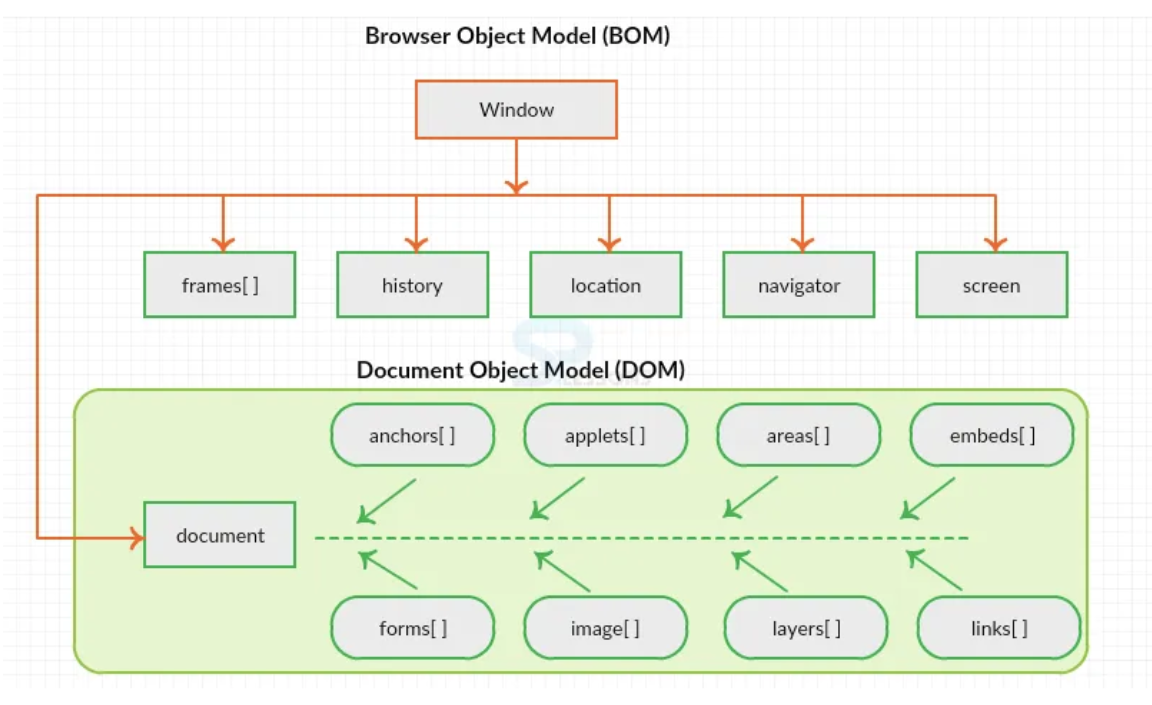 Browser Object Model (BOM)
Window
frames[ ]
history
location
navigator
screen
Document Object Model (DOM)
anchors[ ]
applets[ ]
areas[ ]
embeds[ ]
document
forms[ ]
image[ ]
layers[ ]
links[ ]